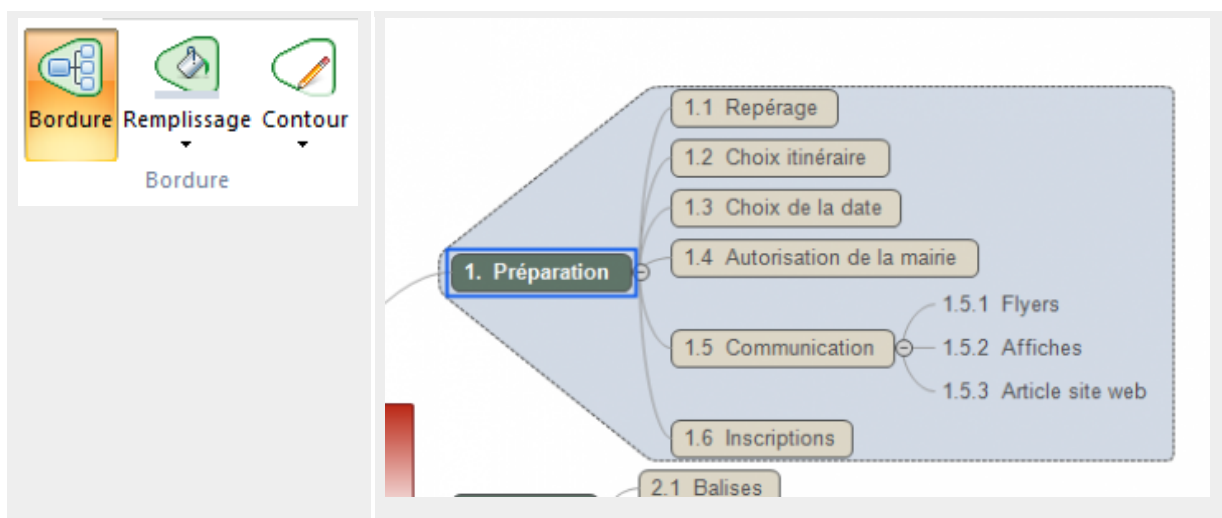 Bordure Remplissage Contour
Bordure
1.1 Repérage
1.2 Choix itinéraire
1.3 Choix de la date
1.4 Autorisation de la mairie
1. Préparation
1.5.1 Flyers
1.5 Communication
1.5.2 Affiches
1.5.3 Article site web
1.6 Inscriptions
2.1 Balises